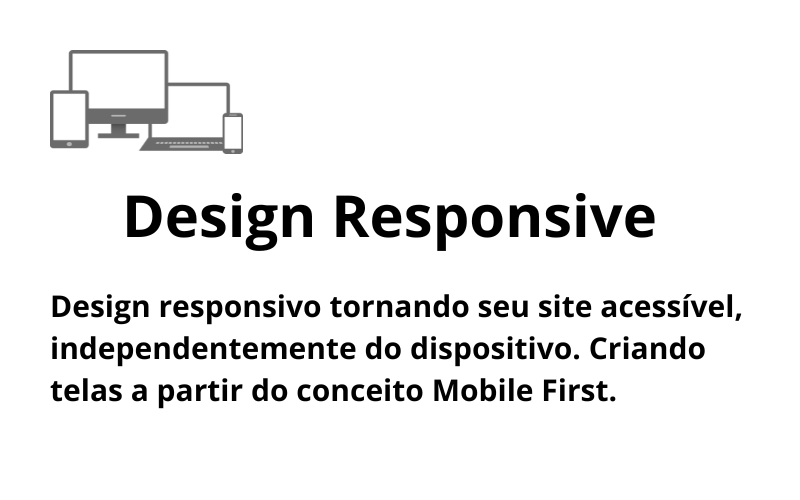 Design Responsive
Design responsivo tornando seu site acessível,
independentemente do dispositivo. Criando
telas a partir do conceito Mobile First.